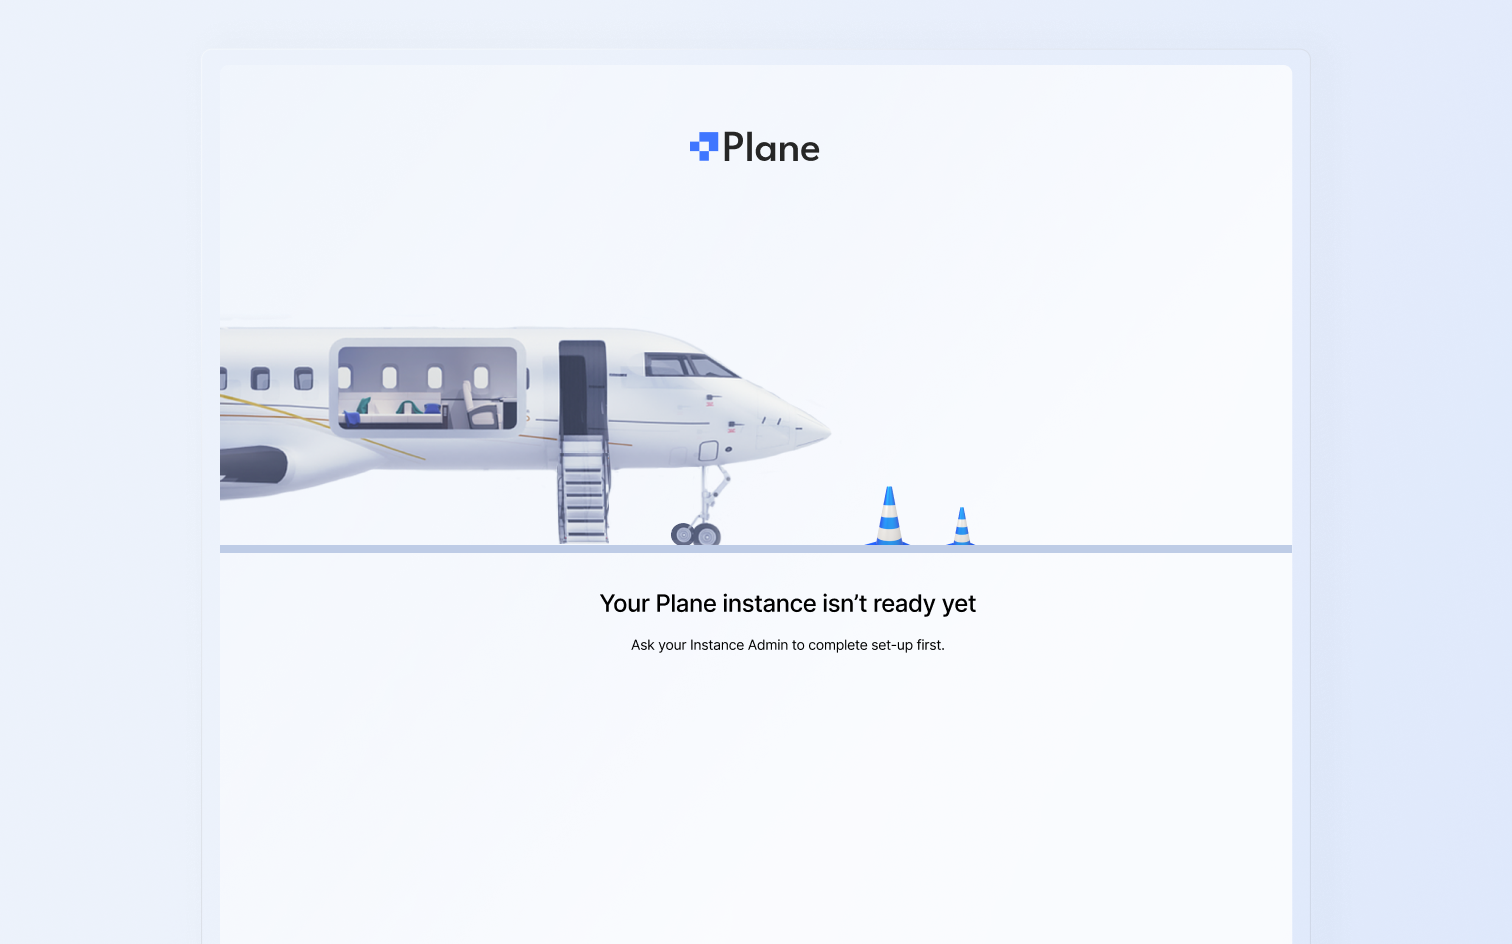 Plane
Your Plane instance isn’t ready yet
Ask your Instance Admin to complete set-up first.